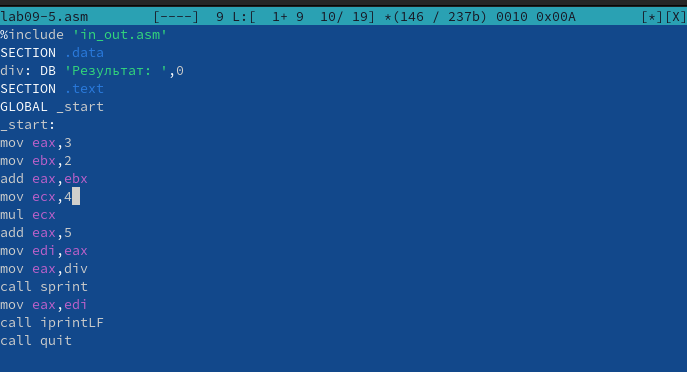 lab09-5.asm [----] 9 L:[ 1+ 9 10/ 19] *(146 / 237b) 0010 0x00A [*][X]
%include 'in_out.asm'
SECTION .data
div: DB 'Результат: ',0
SECTION .text
GLOBAL _start
_start:
mov eax,3
mov ebx,2
add eax,ebx
mov ecx,4
mul ecx
add eax,5
mov edi,eax
mov eax,div
call sprint
mov eax,edi
call iprintLF
call quit